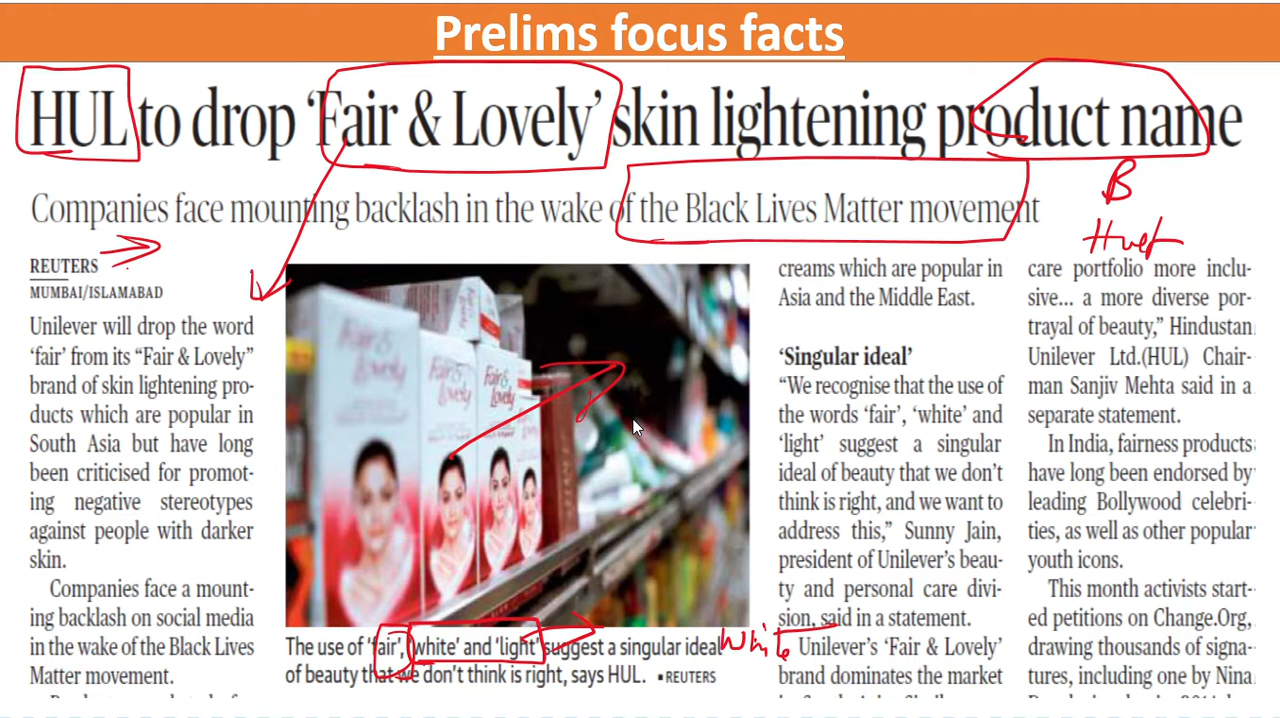 Prelims focus facts
HUL to drop ‘Fair & Lovely’ skin lightening product name
Companies face mounting backlash in the wake of the Black Lives Matter movement
B
REUTERS
MUMBAI/ISLAMABAD
Unilever will drop the word
‘fair’ from its “Fair & Lovely”
brand of skin lightening pro-
ducts which are popular in
South Asia but have long
been criticised for promot-
ing negative stereotypes
against people with darker
skin.
Companies face a mount-
ing backlash on social media
in the wake of the Black Lives
Matter movement.
Fair &
Lovely
Fair &
Lovely
Fair &
Lovely
The use of ‘fair’, ‘white’ and ‘light’ suggest a singular ideal
of beauty that we don’t think is right, says HUL. ▪ REUTERS
White
creams which are popular in
Asia and the Middle East.
‘Singular ideal’
“We recognise that the use of
the words ‘fair’, ‘white’ and
‘light’ suggest a singular
ideal of beauty that we don’t
think is right, and we want to
address this,” Sunny Jain,
president of Unilever’s beau-
ty and personal care divi-
sion, said in a statement.
Unilever’s ‘Fair & Lovely’
brand dominates the market
care portfolio more inclu-
sive... a more diverse por-
trayal of beauty,” Hindustan
Unilever Ltd.(HUL) Chair-
man Sanjiv Mehta said in a
separate statement.
In India, fairness products
have long been endorsed by
leading Bollywood celebri-
ties, as well as other popular
youth icons.
This month activists start-
ed petitions on Change.Org,
drawing thousands of signa-
tures, including one by Nina